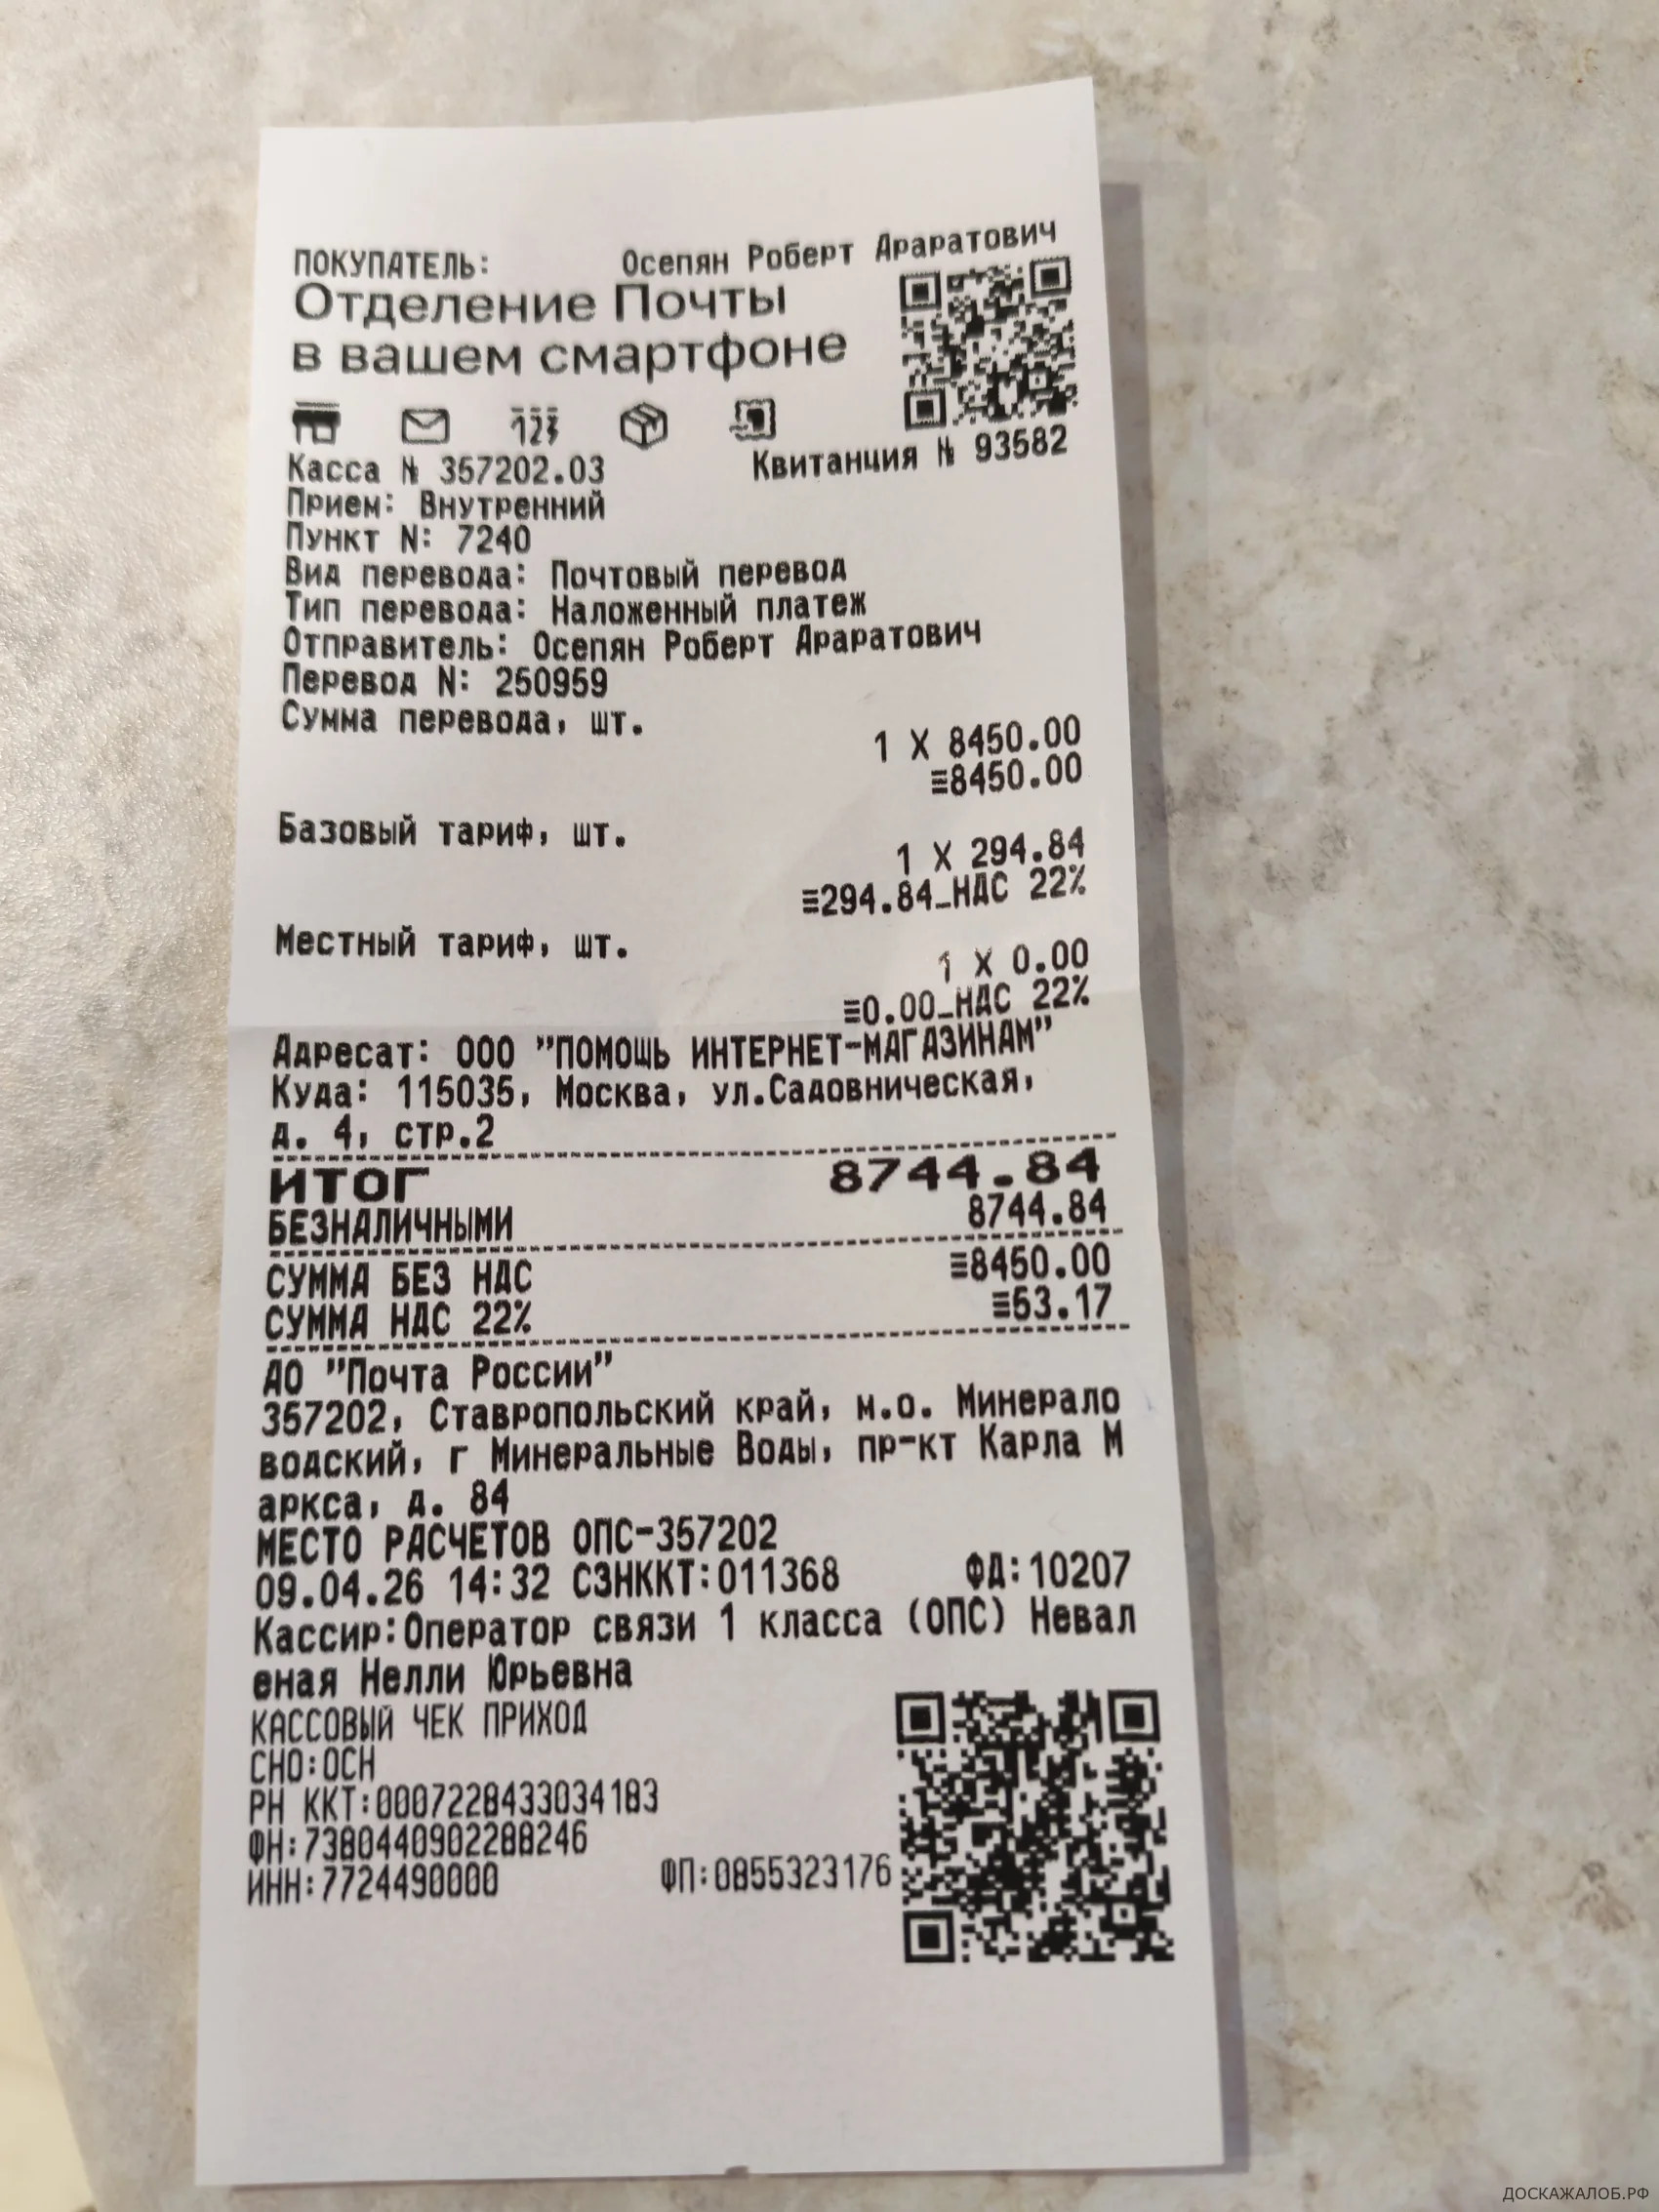 ПОКУПАТЕЛЬ: Осепян Роберт Араратович
Отделение Почты
в вашем смартфоне
123
Касса № 357202.03 Квитанция № 93582
Прием: Внутренний
Пункт N: 7240
Вид перевода: Почтовый перевод
Тип перевода: Наложенный платеж
Отправитель: Осепян Роберт Араратович
Перевод N: 250959
Сумма перевода, шт.
1 X 8450.00
≡8450.00
Базовый тариф, шт.
1 X 294.84
≡294.84_НДС 22%
Местный тариф, шт.
1 X 0.00
≡0.00_НДС 22%
Адресат: ООО "ПОМОЩЬ ИНТЕРНЕТ-МАГАЗИНАМ"
Куда: 115035, Москва, ул.Садовническая,
д. 4, стр.2
ИТОГ 8744.84
БЕЗНАЛИЧНЫМИ 8744.84
СУММА БЕЗ НДС ≡8450.00
СУММА НДС 22% ≡53.17
АО "Почта России"
357202, Ставропольский край, м.о. Минерало
водский, г Минеральные Воды, пр-кт Карла М
аркса, д. 84
МЕСТО РАСЧЕТОВ ОПС-357202
09.04.26 14:32 СЗНККТ:011368 ФД:10207
Кассир:Оператор связи 1 класса (ОПС) Невал
еная Нелли Юрьевна
КАССОВЫЙ ЧЕК ПРИХОД
СНО:ОСН
РН ККТ:0007228433034183
ФН:7380440902288246
ИНН:7724490000 ФП:0855323176
ДОСКАЖАЛОБ.РФ